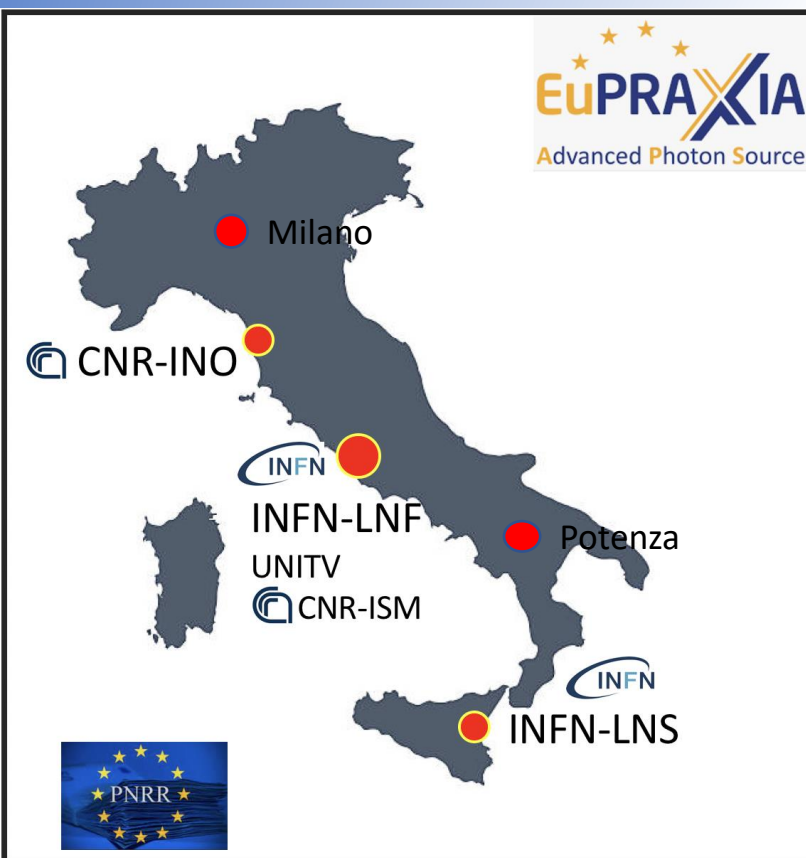 EuPRAXIA
Advanced Photon Source
Milano
CNR-INO
INFN
INFN-LNF
UNITV
CNR-ISM
Potenza
INFN
INFN-LNS
PNRR